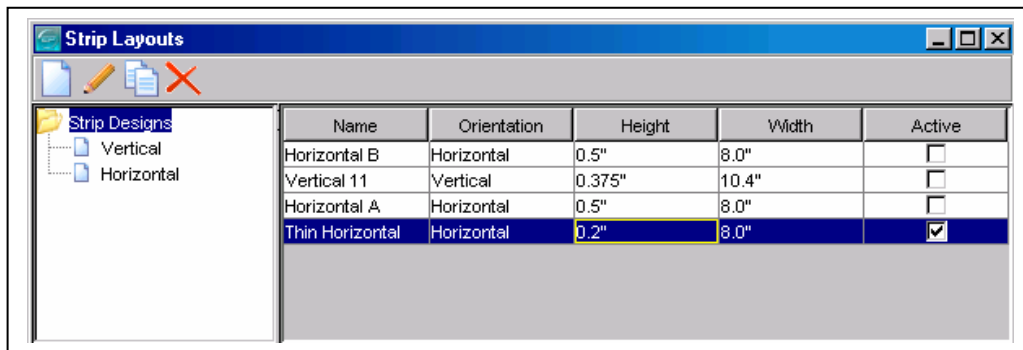 Strip Layouts
Strip Designs
Vertical
Horizontal
Name Orientation Height Width Active
Horizontal B Horizontal 0.5" 8.0"
Vertical 11 Vertical 0.375" 10.4"
Horizontal A Horizontal 0.5" 8.0"
Thin Horizontal Horizontal 0.2" 8.0"